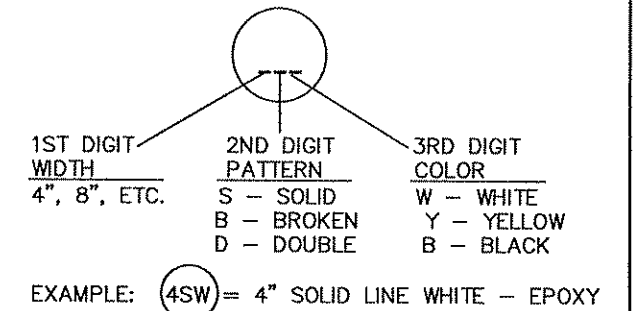 1ST DIGIT 2ND DIGIT 3RD DIGIT
WIDTH PATTERN COLOR
4", 8", ETC. S – SOLID W – WHITE
B – BROKEN Y – YELLOW
D – DOUBLE B – BLACK
EXAMPLE: 4SW = 4" SOLID LINE WHITE – EPOXY